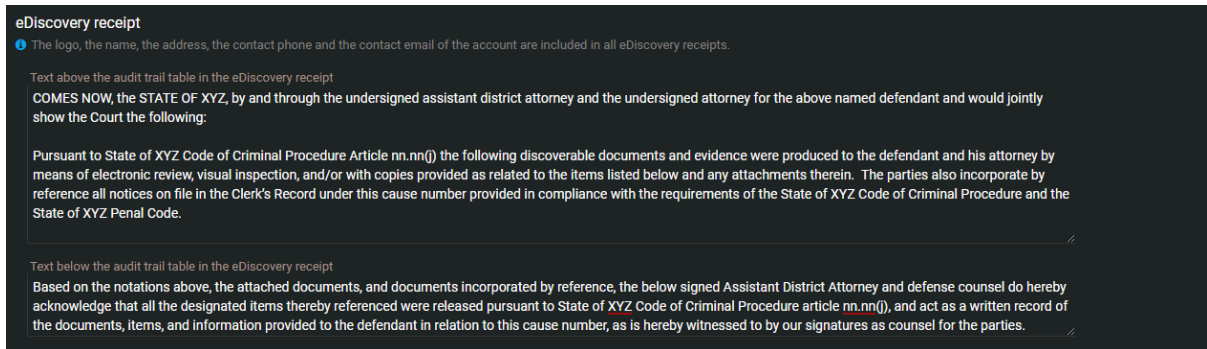 eDiscovery receipt
The logo, the name, the address, the contact phone and the contact email of the account are included in all eDiscovery receipts.
Text above the audit trail table in the eDiscovery receipt
COMES NOW, the STATE OF XYZ, by and through the undersigned assistant district attorney and the undersigned attorney for the above named defendant and would jointly
show the Court the following:
Pursuant to State of XYZ Code of Criminal Procedure Article nn.nn(j) the following discoverable documents and evidence were produced to the defendant and his attorney by
means of electronic review, visual inspection, and/or with copies provided as related to the items listed below and any attachments therein.  The parties also incorporate by
reference all notices on file in the Clerk's Record under this cause number provided in compliance with the requirements of the State of XYZ Code of Criminal Procedure and the
State of XYZ Penal Code.
Text below the audit trail table in the eDiscovery receipt
Based on the notations above, the attached documents, and documents incorporated by reference, the below signed Assistant District Attorney and defense counsel do hereby
acknowledge that all the designated items thereby referenced were released pursuant to State of XYZ Code of Criminal Procedure article nn.nn(j), and act as a written record of
the documents, items, and information provided to the defendant in relation to this cause number, as is hereby witnessed to by our signatures as counsel for the parties.